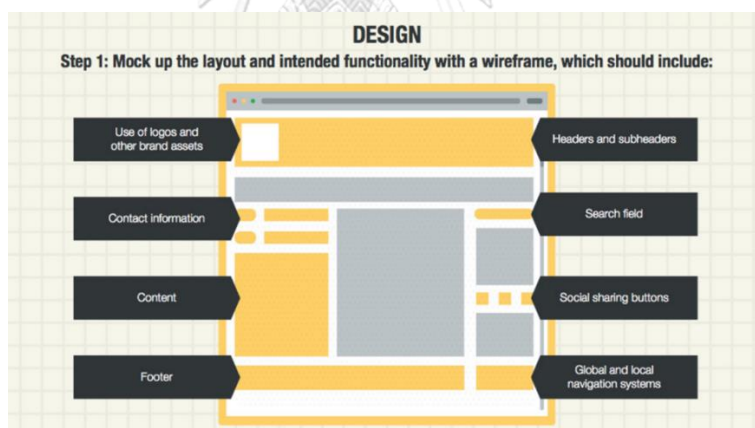 DESIGN
Step 1: Mock up the layout and intended functionality with a wireframe, which should include:
Use of logos and
other brand assets
Headers and subheaders
Contact information
Search field
Content
Social sharing buttons
Footer
Global and local
navigation systems